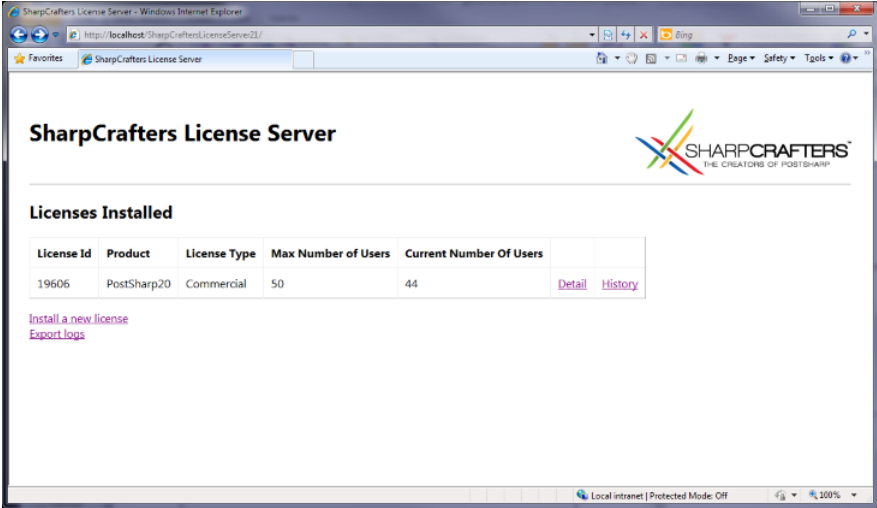 SharpCrafters License Server - Windows Internet Explorer
http://localhost/SharpCraftersLicenseServer21/
Bing
Favorites SharpCrafters License Server Page Safety Tools
SharpCrafters License Server
SHARPCRAFTERS™
THE CREATORS OF POSTSHARP
Licenses Installed
License Id Product License Type Max Number of Users Current Number Of Users
19606 PostSharp20 Commercial 50 44 Detail History
Install a new license
Export logs
Local intranet | Protected Mode: Off 100%